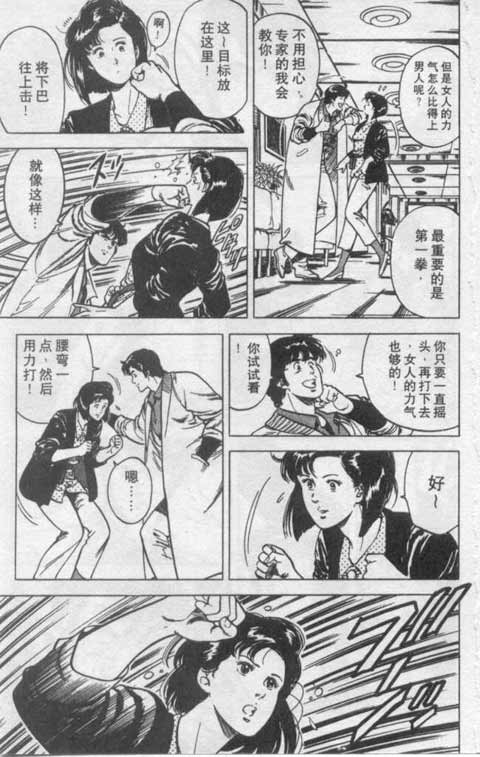 但是女人的力
气怎么比得上
男人呢？
不用担心，
专家的我会
教你！
最重要的是
第一拳，
这～目标放
在这里！
啊！
将下巴
往上击！
就像这样…
你只要一直摇
头，再打下去
，女人的力气
也够的！
你试试看
！
好～
腰弯一
点，然后
用力打！
嗯……